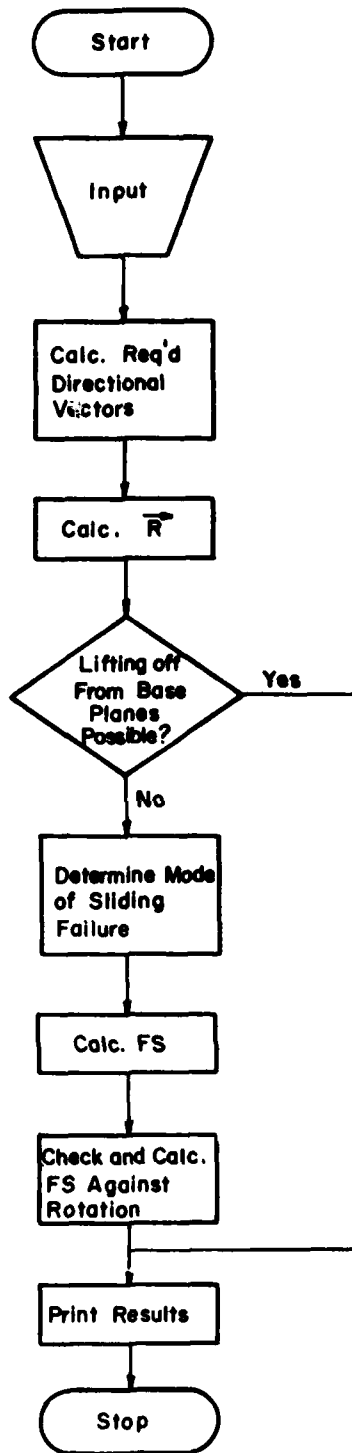 Start
Input
Calc. Req'd
Directional
Vectors
Calc. R
Lifting off
From Base
Planes
Possible?
Yes
No
Determine Mode
of Sliding
Failure
Calc. FS
Check and Calc.
FS Against
Rotation
Print Results
Stop